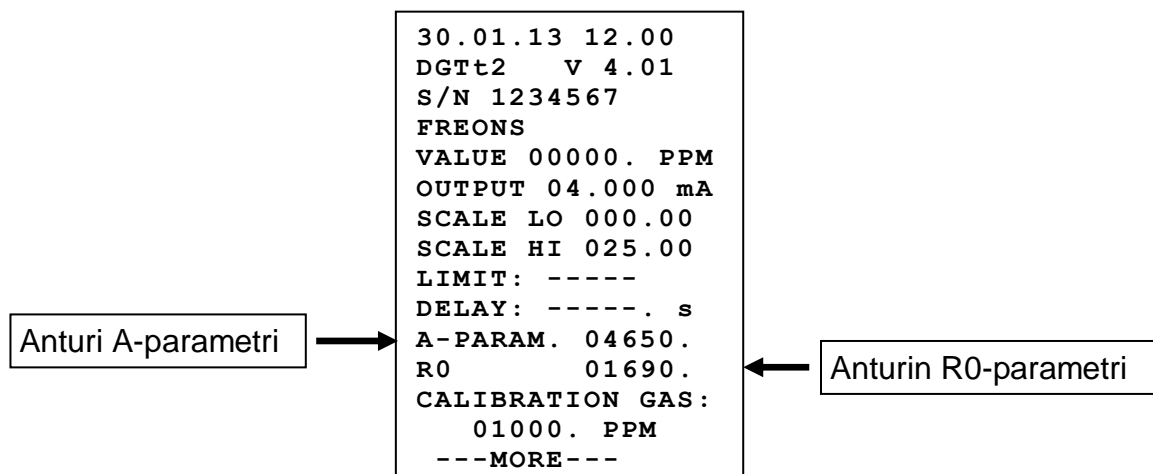 30.01.13 12.00
DGTt2 V 4.01
S/N 1234567
FREONS
VALUE 00000. PPM
OUTPUT 04.000 mA
SCALE LO 000.00
SCALE HI 025.00
LIMIT: -----
DELAY: -----. s
A-PARAM. 04650.
R0 01690.
CALIBRATION GAS:
01000. PPM
---MORE---
Anturi A-parametri
Anturin R0-parametri